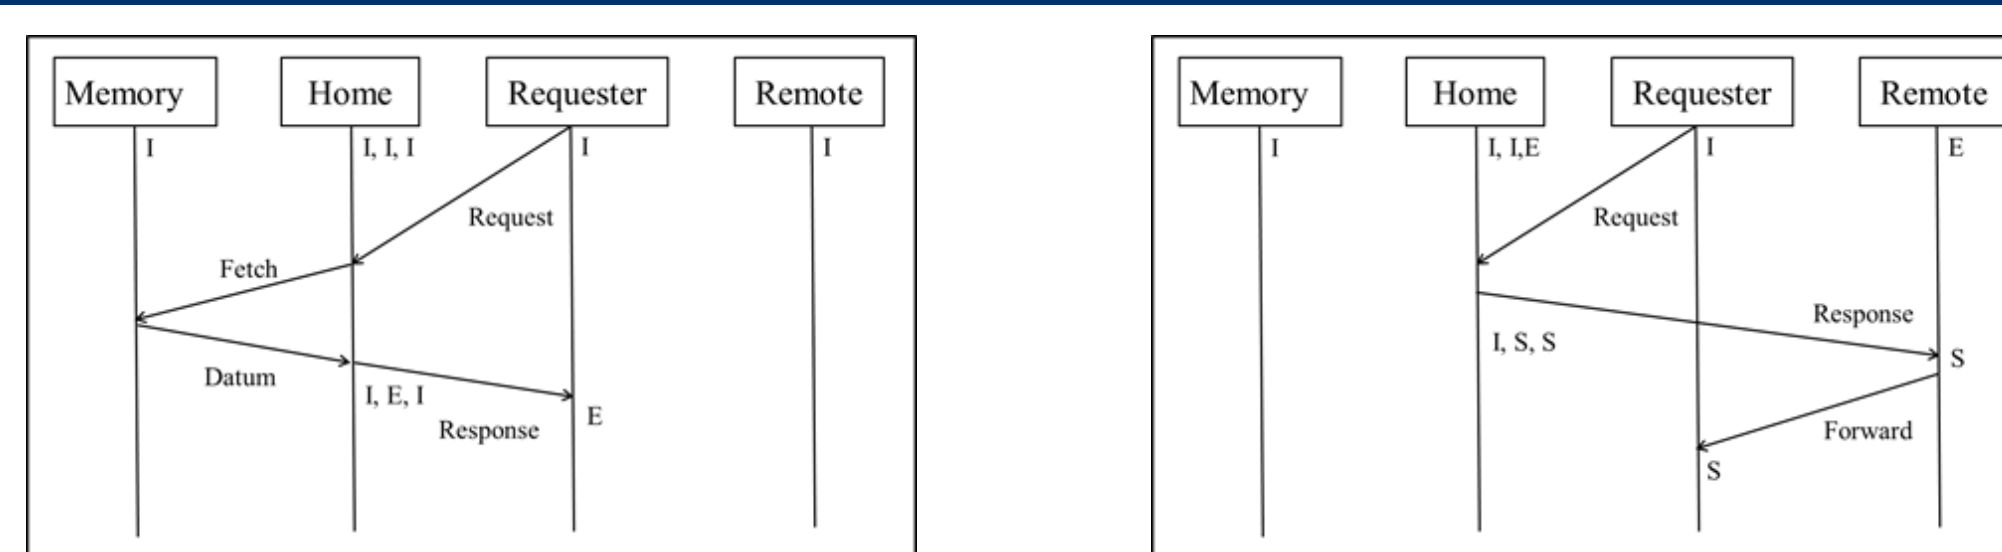 Memory
Home
Requester
Remote
I
I, I, I
I
I
Request
Fetch
Datum
I, E, I
Response
E
Memory
Home
Requester
Remote
I
I, I,E
I
E
Request
Response
I, S, S
S
Forward
S